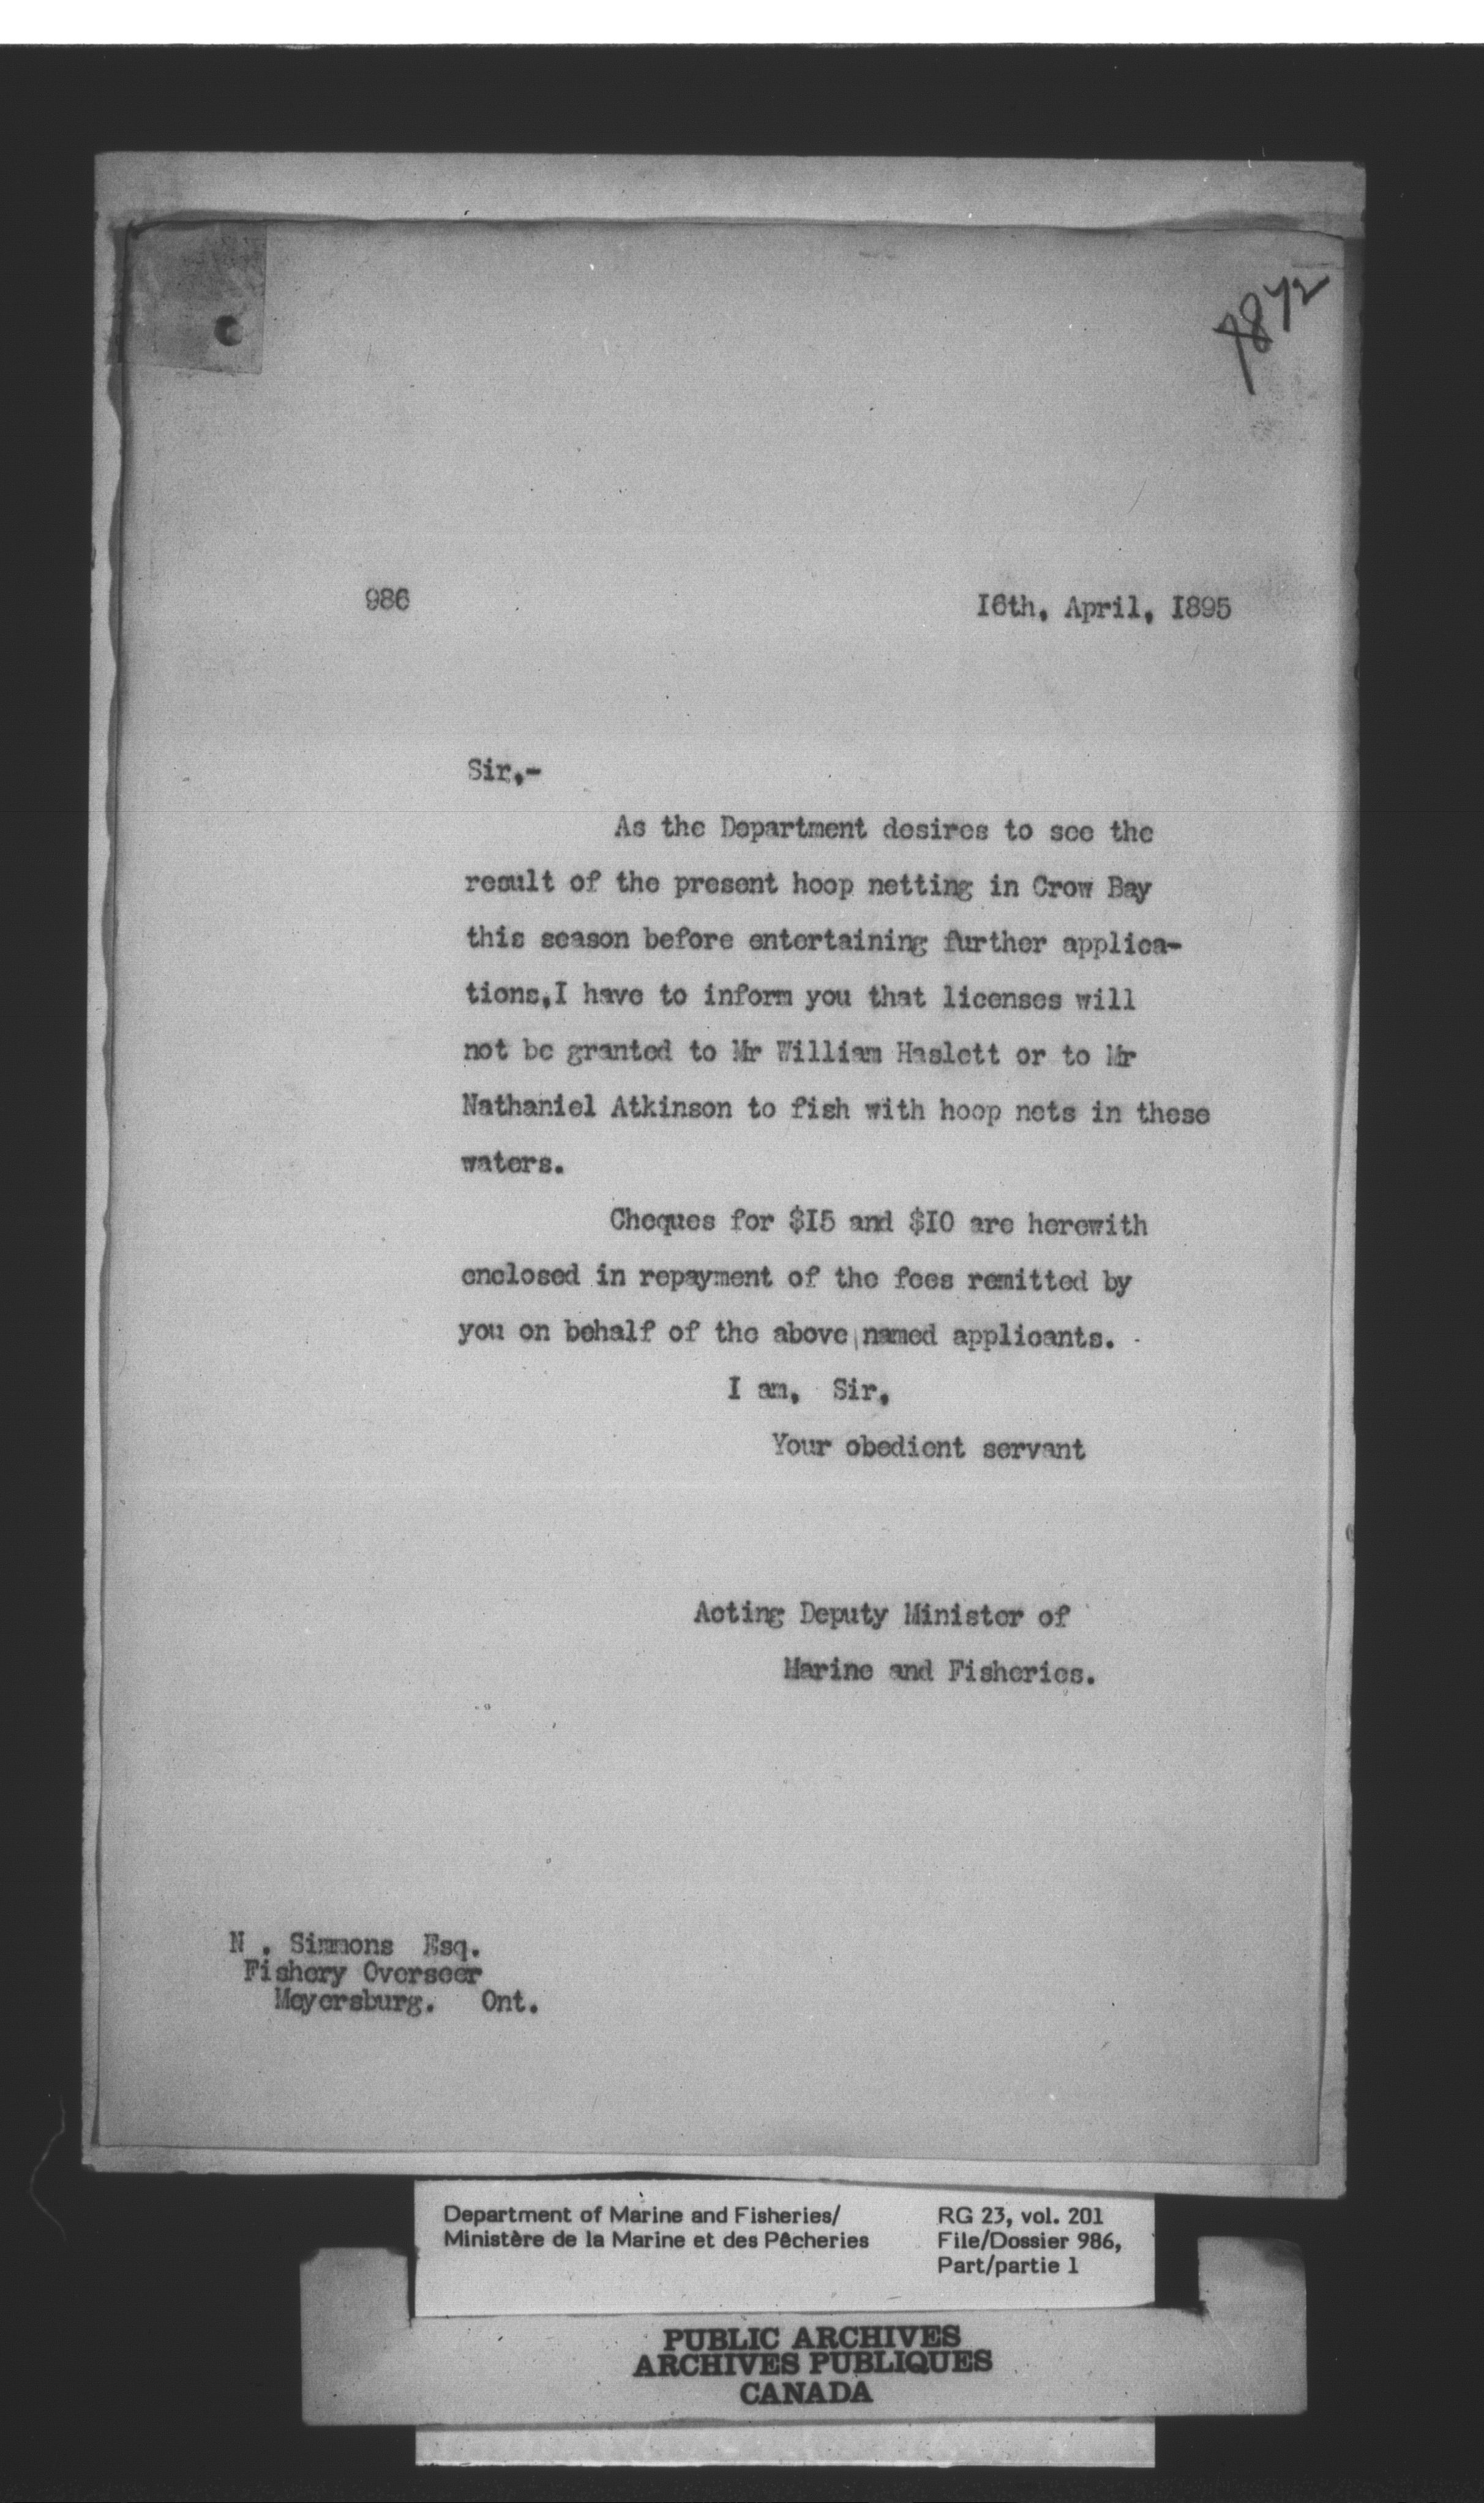 7872
986
I6th, April, I895
Sir,-
As the Department desires to see the
result of the present hoop netting in Crow Bay
this season before entertaining further applica-
tions, I have to inform you that licenses will
not be granted to Mr William Haslett or to Mr
Nathaniel Atkinson to fish with hoop nets in these
waters.
Cheques for $I5 and $I0 are herewith
enclosed in repayment of the fees remitted by
you on behalf of the above named applicants.
I am, Sir,
Your obedient servant
Acting Deputy Minister of
Marine and Fisheries.
N . Simmons Esq.
Fishery Overseer
Meyersburg. Ont.
Department of Marine and Fisheries/
Ministère de la Marine et des Pêcheries
RG 23, vol. 201
File/Dossier 986,
Part/partie 1
PUBLIC ARCHIVES
ARCHIVES PUBLIQUES
CANADA